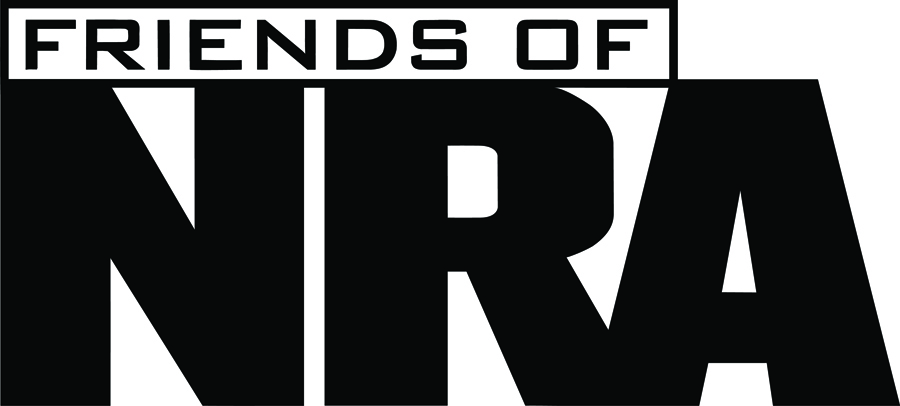 FRIENDS OF
NRA